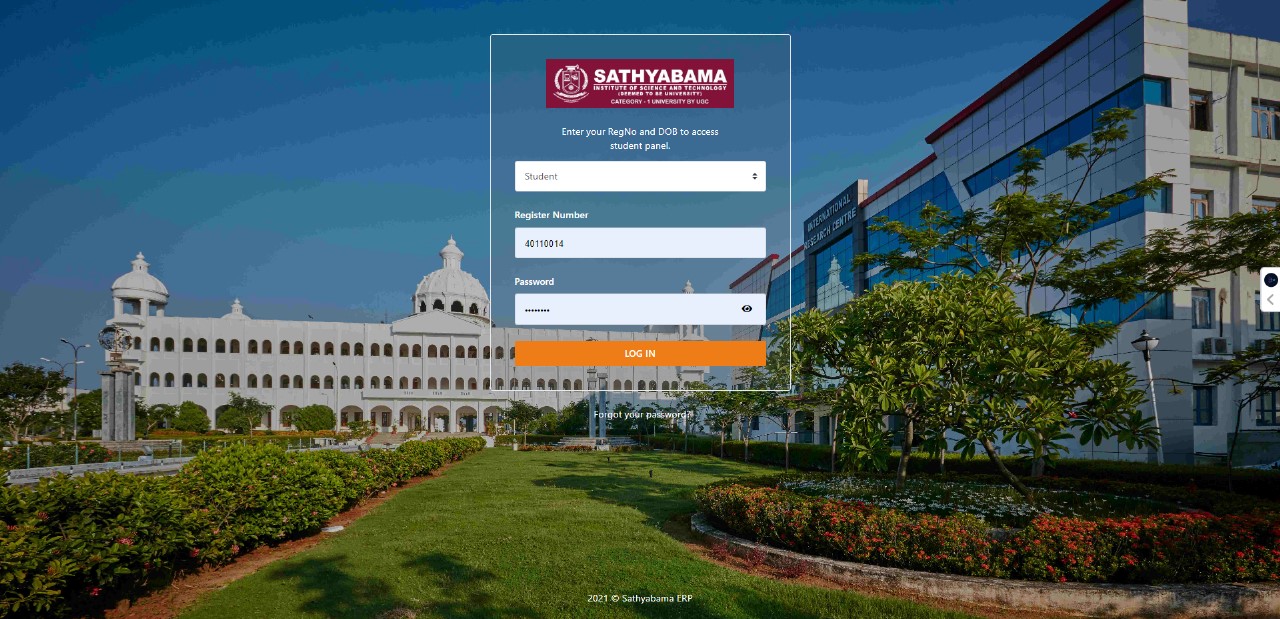 SATHYABAMA
INSTITUTE OF SCIENCE AND TECHNOLOGY
(DEEMED TO BE UNIVERSITY)
CATEGORY - 1 UNIVERSITY BY UGC
Enter your RegNo and DOB to access
student panel.
Student
Register Number
40110014
Password
••••••••
LOG IN
Forgot your password?
INTERNATIONAL
RESEARCH CENTRE
2021 © Sathyabama ERP